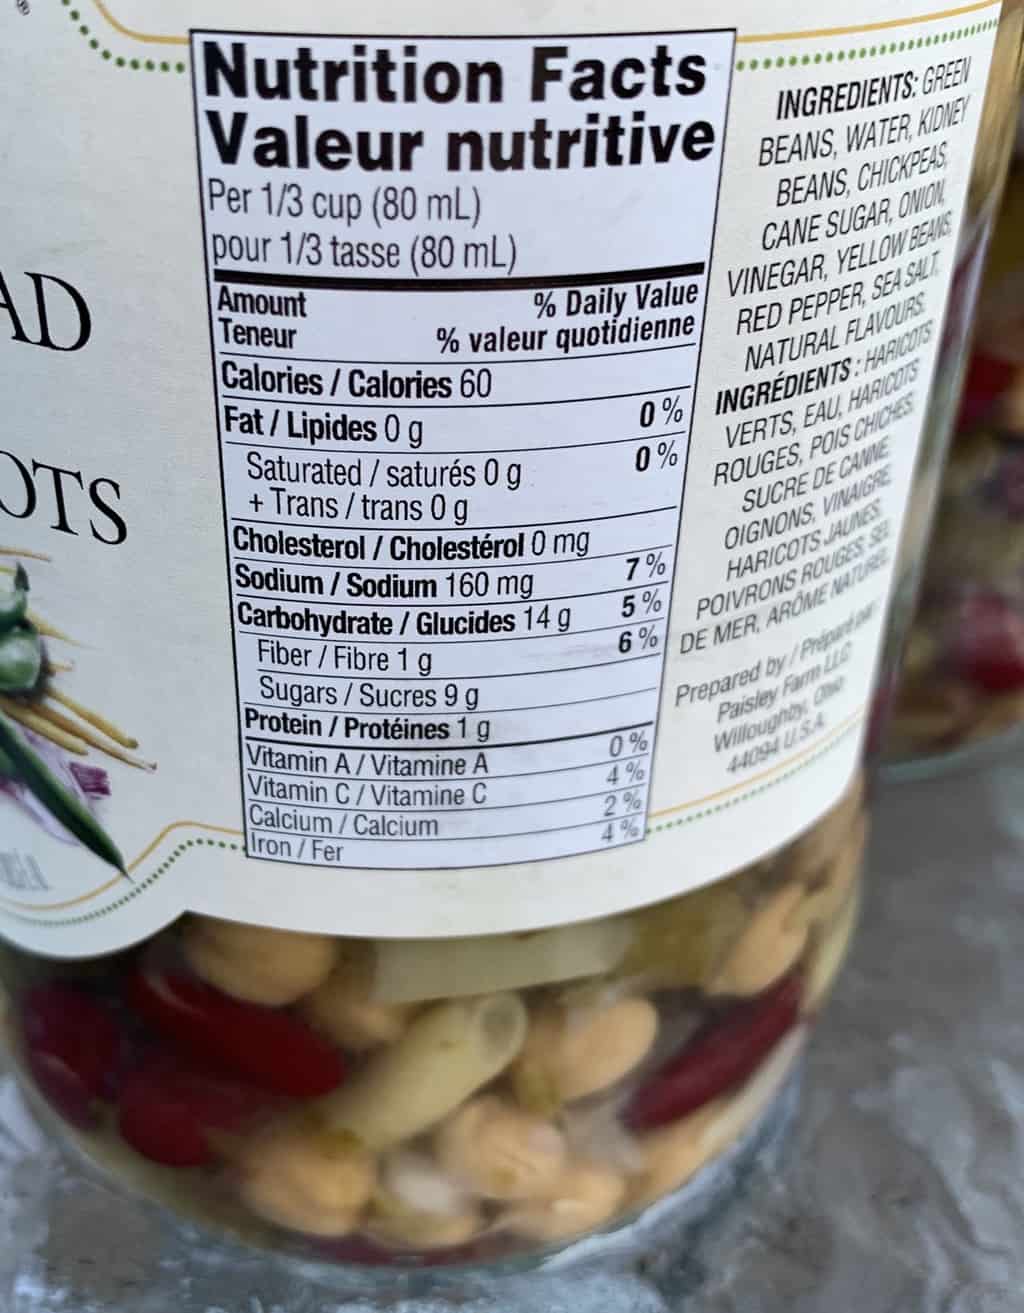 ®
AD
OTS
Nutrition Facts
Valeur nutritive
Per 1/3 cup (80 mL)
pour 1/3 tasse (80 mL)
Amount % Daily Value
Teneur % valeur quotidienne
Calories / Calories 60
Fat / Lipides 0 g 0 %
Saturated / saturés 0 g 0 %
+ Trans / trans 0 g
Cholesterol / Cholestérol 0 mg
Sodium / Sodium 160 mg 7 %
Carbohydrate / Glucides 14 g 5 %
Fiber / Fibre 1 g 6 %
Sugars / Sucres 9 g
Protein / Protéines 1 g
Vitamin A / Vitamine A 0 %
Vitamin C / Vitamine C 4 %
Calcium / Calcium 2 %
Iron / Fer 4 %
INGREDIENTS: GREEN
BEANS, WATER, KIDNEY
BEANS, CHICKPEAS,
CANE SUGAR, ONION,
VINEGAR, YELLOW BEANS,
RED PEPPER, SEA SALT,
NATURAL FLAVOURS.
INGRÉDIENTS : HARICOTS
VERTS, EAU, HARICOTS
ROUGES, POIS CHICHES,
SUCRE DE CANNE,
OIGNONS, VINAIGRE,
HARICOTS JAUNES,
POIVRONS ROUGES, SEL
DE MER, ARÔME NATUREL.
Prepared by / Préparé par
Paisley Farm LLC
Willoughby, Ohio
44094 U.S.A.